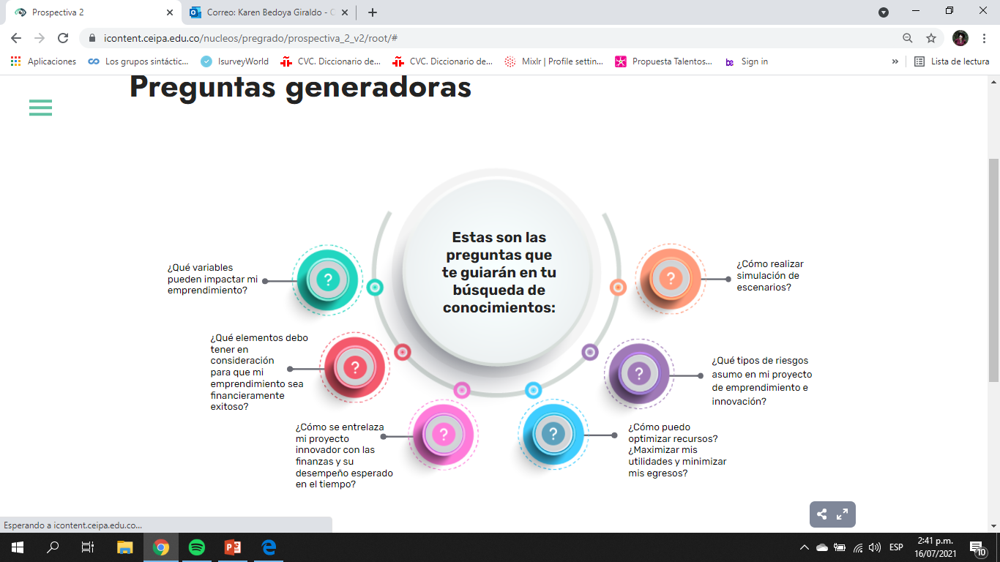 Prospectiva 2
Correo: Karen Bedoya Giraldo - C
icontent.ceipa.edu.co/nucleos/pregrado/prospectiva_2_v2/root/#
Aplicaciones
Los grupos sintáctic...
IsurveyWorld
CVC. Diccionario de...
CVC. Diccionario de...
Mixlr | Profile settin...
Propuesta Talentos...
be
Sign in
»
Lista de lectura
Preguntas generadoras
Estas son las
preguntas que
te guiarán en tu
búsqueda de
conocimientos:
¿Qué variables
pueden impactar mi
emprendimiento?
?
¿Qué elementos debo
tener en
consideración
para que mi
emprendimiento sea
financieramente
exitoso?
?
¿Cómo se entrelaza
mi proyecto
innovador con las
finanzas y su
desempeño esperado
en el tiempo?
?
¿Cómo puedo
optimizar recursos?
¿Maximizar mis
utilidades y minimizar
mis egresos?
?
¿Qué tipos de riesgos
asumo en mi proyecto
de emprendimiento e
innovación?
?
¿Cómo realizar
simulación de
escenarios?
?
Esperando a icontent.ceipa.edu.co...
ESP
2:41 p.m.
16/07/2021
10